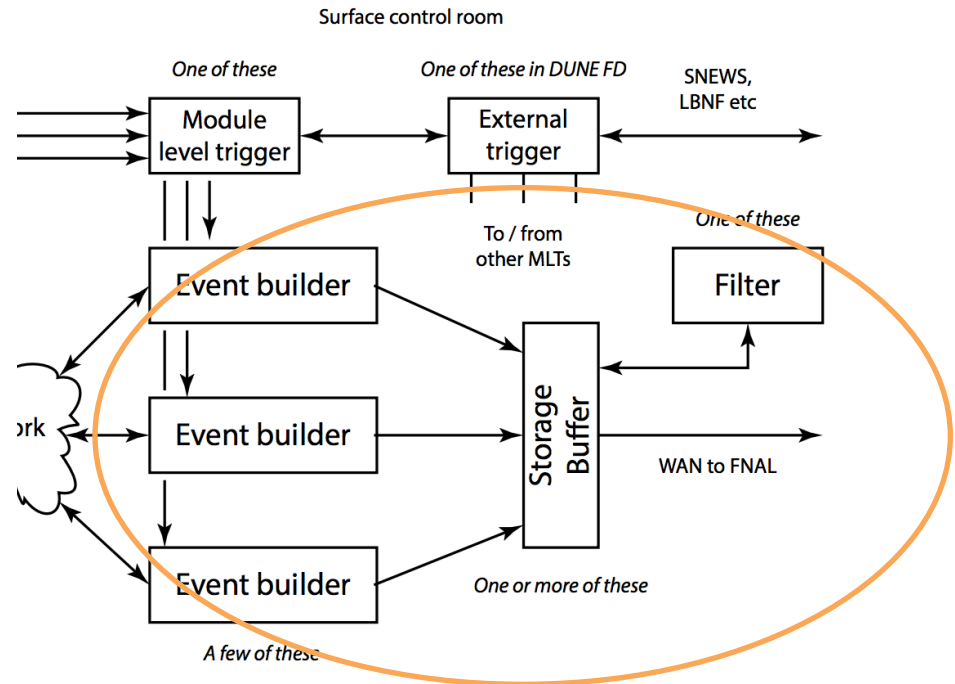 Surface control room
One of these
One of these in DUNE FD
SNEWS,
LBNF etc
Module
level trigger
External
trigger
To / from
other MLTs
One of these
Event builder
Filter
Storage
Buffer
ork
Event builder
WAN to FNAL
Event builder
One or more of these
A few of these